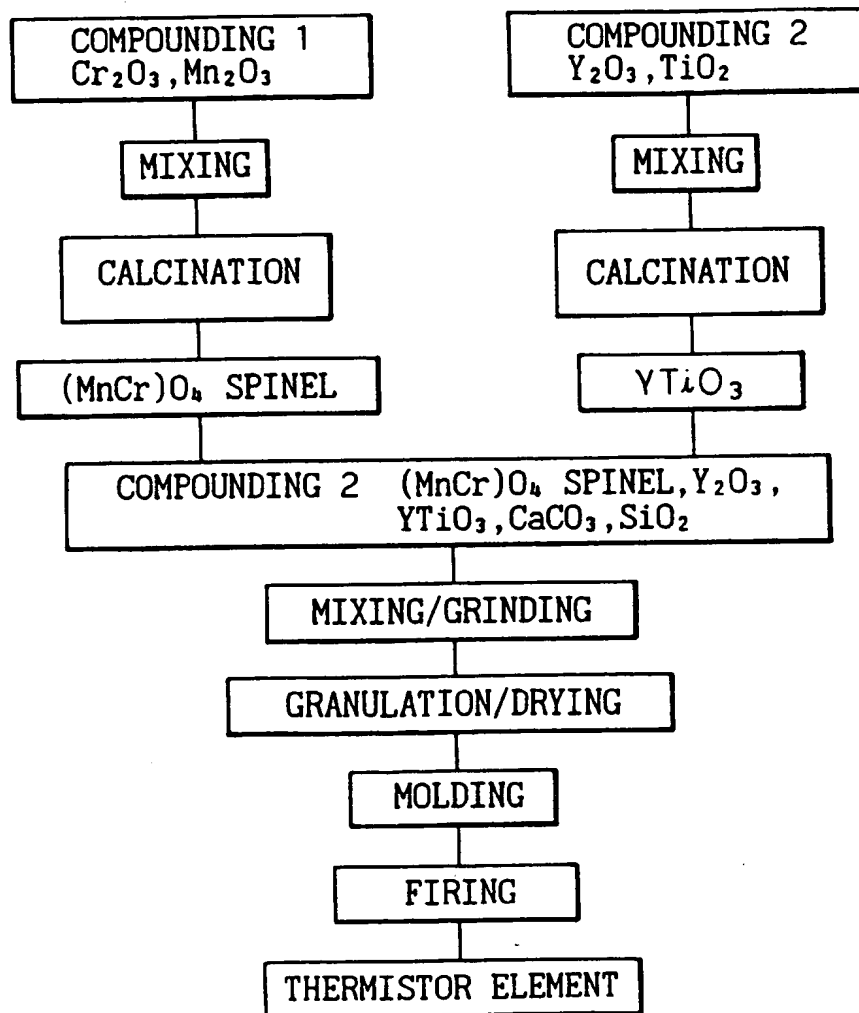 COMPOUNDING 1
Cr₂O₃,Mn₂O₃
MIXING
CALCINATION
(MnCr)O₄ SPINEL
COMPOUNDING 2
Y₂O₃,TiO₂
MIXING
CALCINATION
YTiO₃
COMPOUNDING 2 (MnCr)O₄ SPINEL,Y₂O₃,
YTiO₃,CaCO₃,SiO₂
MIXING/GRINDING
GRANULATION/DRYING
MOLDING
FIRING
THERMISTOR ELEMENT